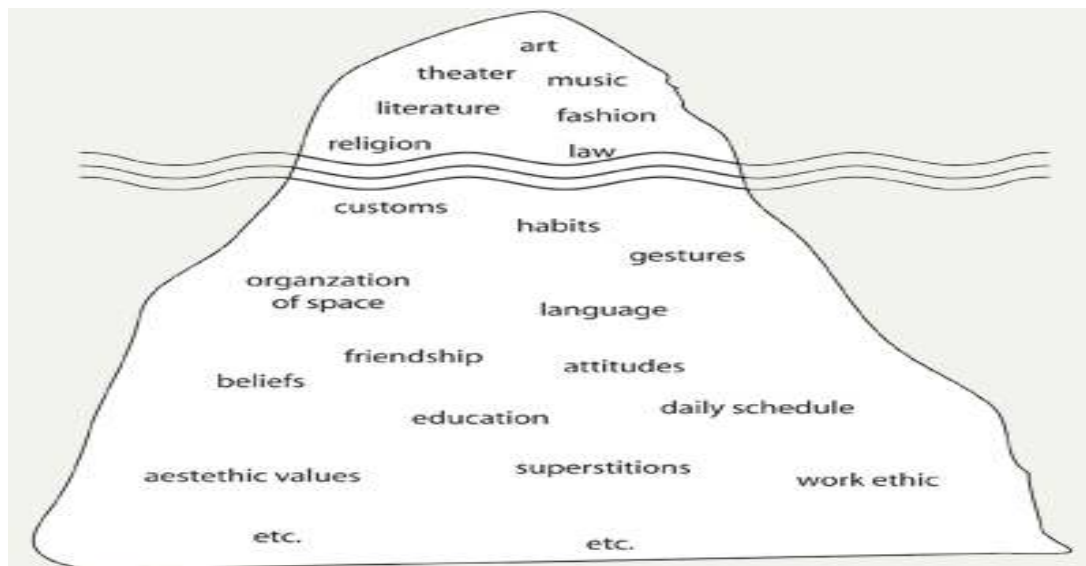 art
theater
music
literature
fashion
religion
law
customs
habits
gestures
organzation
of space
language
friendship
attitudes
beliefs
daily schedule
education
superstitions
aestethic values
work ethic
etc.
etc.